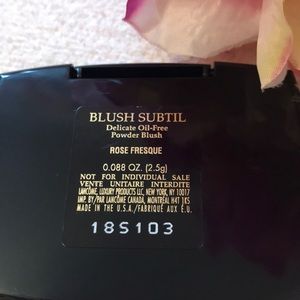 BLUSH SUBTIL
Delicate Oil-Free
Powder Blush
ROSE FRESQUE
0.088 OZ. (2.5g)
NOT FOR INDIVIDUAL SALE
VENTE UNITAIRE INTERDITE
LANCÔME, LUXURY PRODUCTS LLC, NEW YORK, NY 10017
IMP. BY/PAR LANCÔME CANADA, MONTRÉAL H4T 1K5
MADE IN THE U.S.A./FABRIQUÉ AUX É.U.
18S103